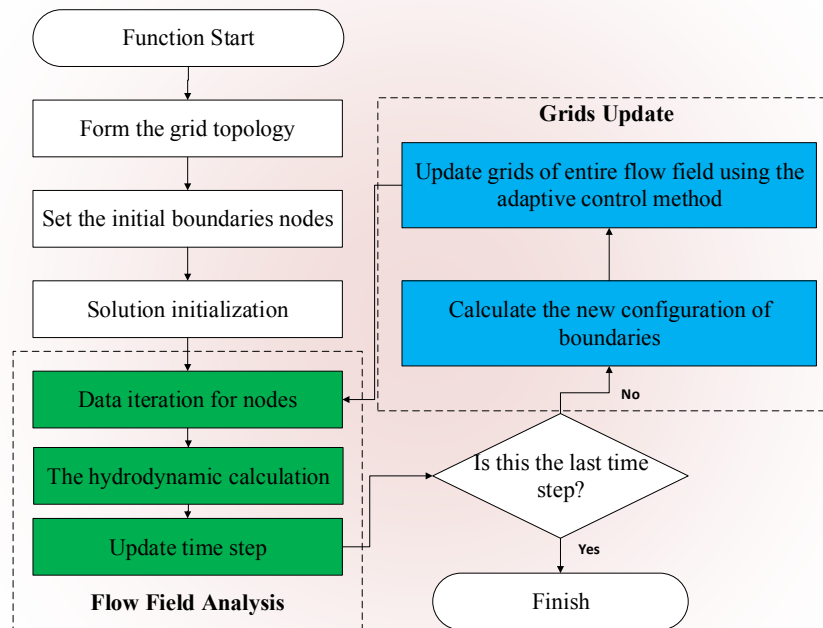 Function Start
Form the grid topology
Set the initial boundaries nodes
Solution initialization
Data iteration for nodes
The hydrodynamic calculation
Update time step
Flow Field Analysis
Grids Update
Update grids of entire flow field using the
adaptive control method
Calculate the new configuration of
boundaries
No
Is this the last time
step?
Yes
Finish